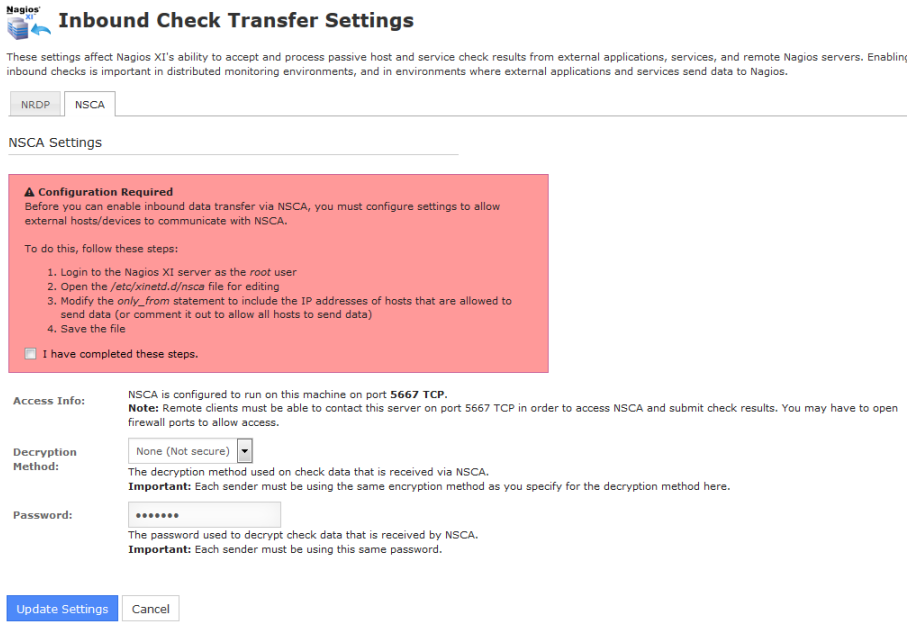 Nagios®
XI™
Inbound Check Transfer Settings
These settings affect Nagios XI's ability to accept and process passive host and service check results from external applications, services, and remote Nagios servers. Enabling
inbound checks is important in distributed monitoring environments, and in environments where external applications and services send data to Nagios.
NRDP
NSCA
NSCA Settings
Configuration Required
Before you can enable inbound data transfer via NSCA, you must configure settings to allow
external hosts/devices to communicate with NSCA.
To do this, follow these steps:
1. Login to the Nagios XI server as the root user
2. Open the /etc/xinetd.d/nsca file for editing
3. Modify the only_from statement to include the IP addresses of hosts that are allowed to
send data (or comment it out to allow all hosts to send data)
4. Save the file
I have completed these steps.
Access Info:
NSCA is configured to run on this machine on port 5667 TCP.
Note: Remote clients must be able to contact this server on port 5667 TCP in order to access NSCA and submit check results. You may have to open
firewall ports to allow access.
Decryption
Method:
None (Not secure)
The decryption method used on check data that is received via NSCA.
Important: Each sender must be using the same encryption method as you specify for the decryption method here.
Password:
•••••••
The password used to decrypt check data that is received by NSCA.
Important: Each sender must be using this same password.
Update Settings
Cancel